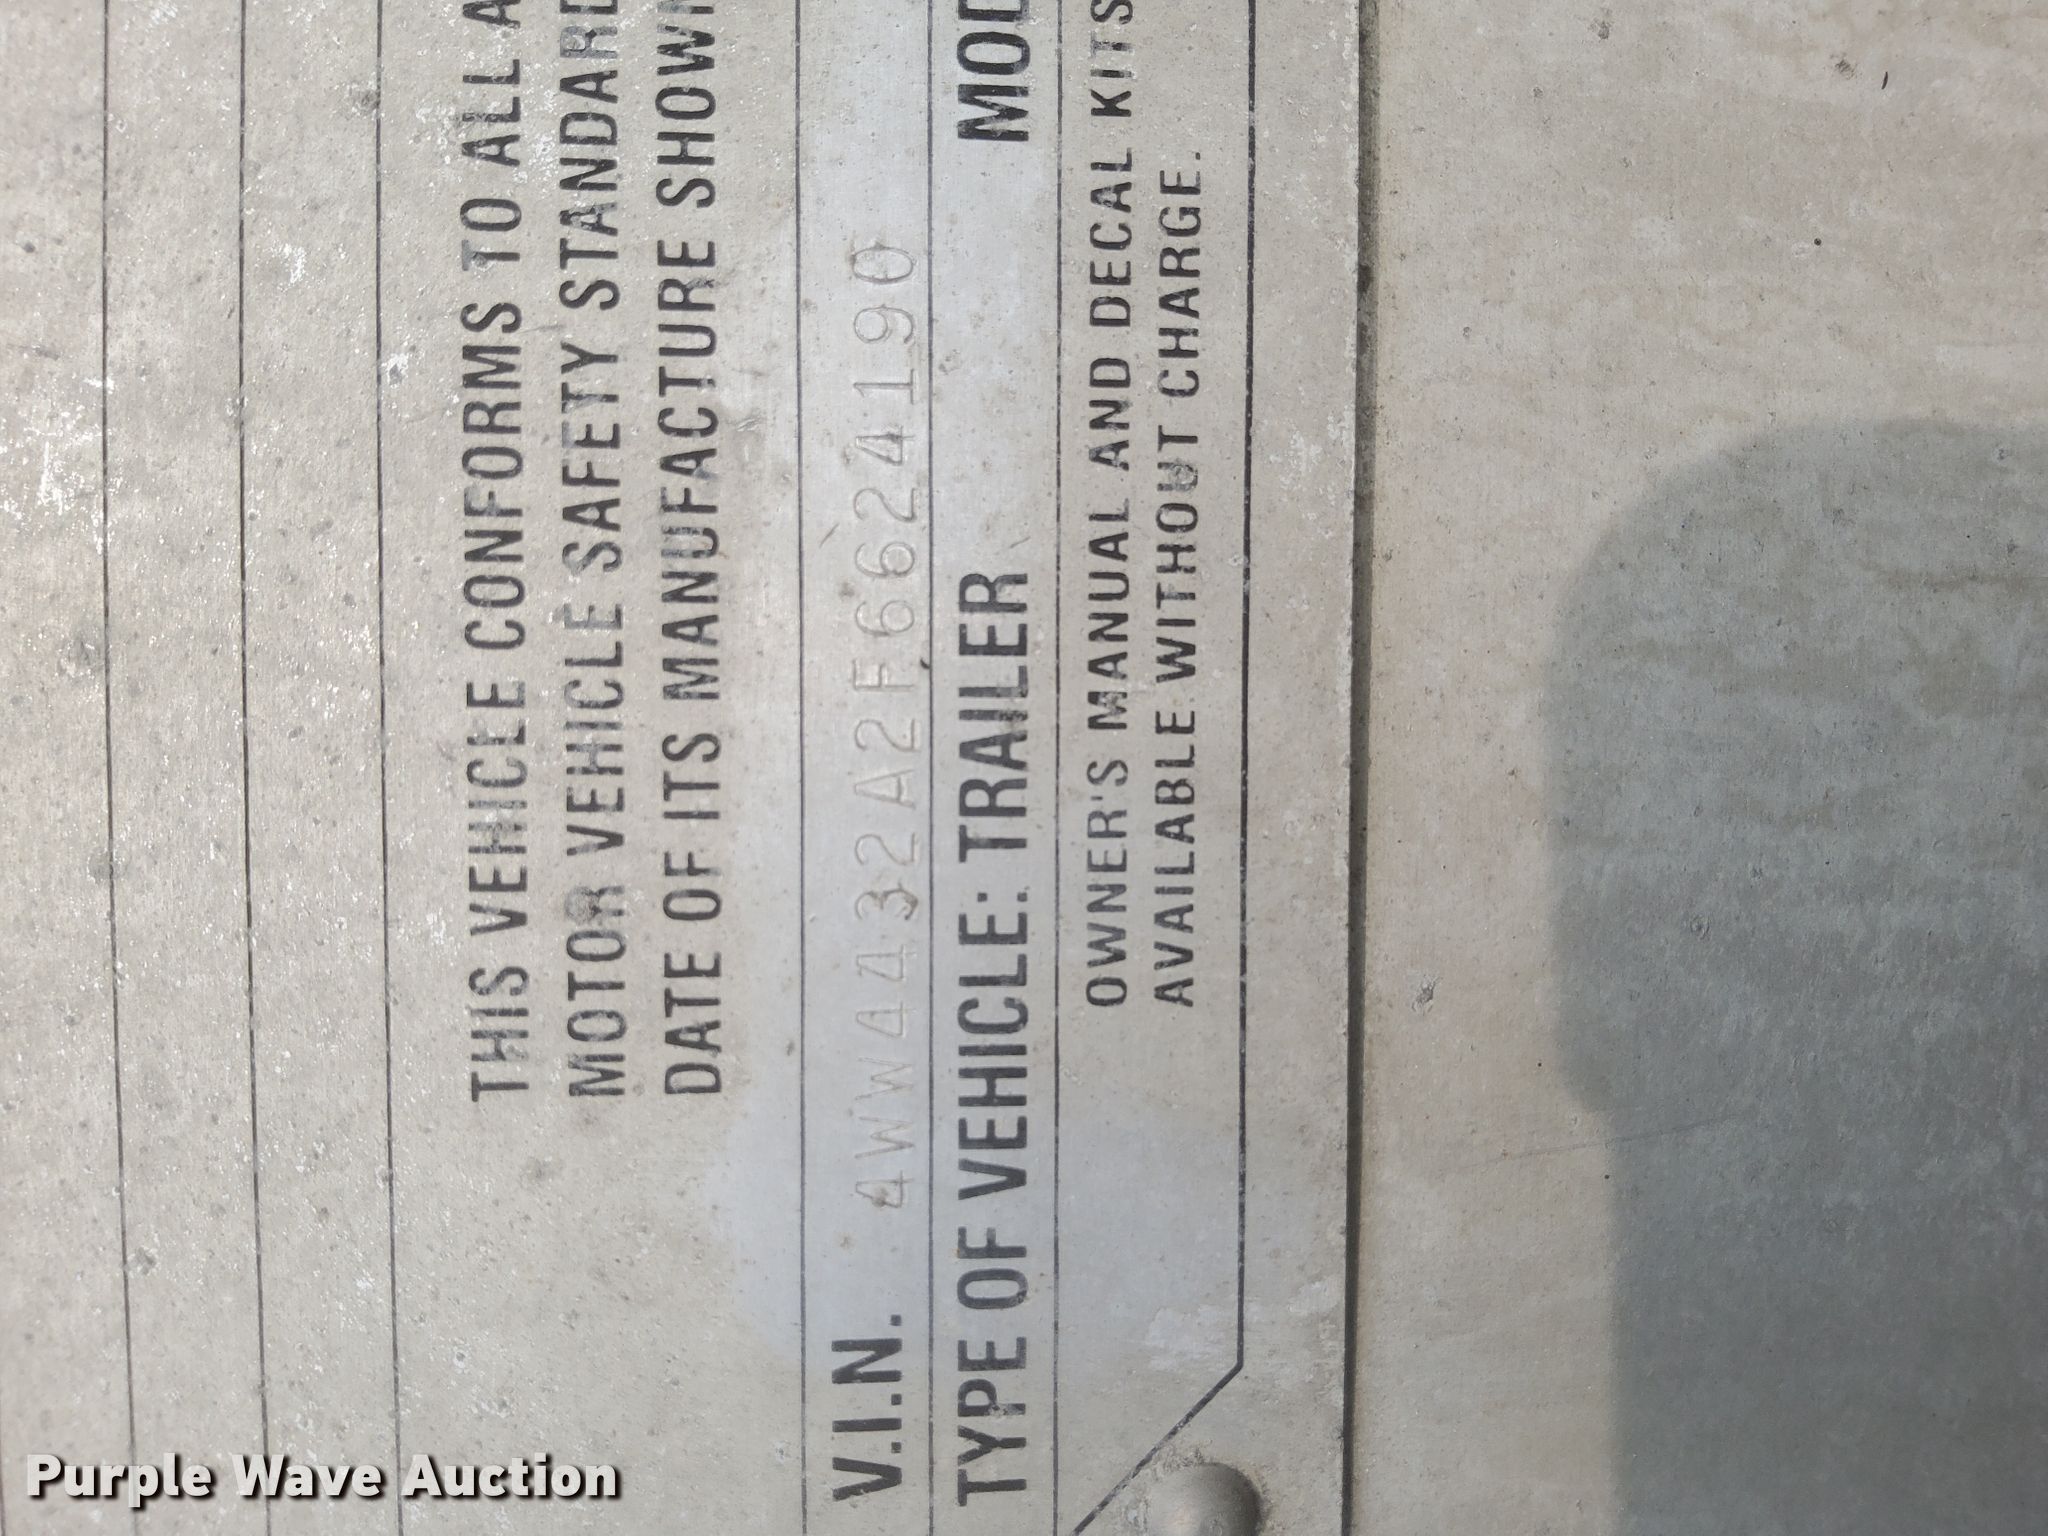 THIS VEHICLE CONFORMS TO ALL A
MOTOR VEHICLE SAFETY STANDARD
DATE OF ITS MANUFACTURE SHOWN
V.I.N. 4WW4432A2F6624190
TYPE OF VEHICLE: TRAILER MOD
OWNER'S MANUAL AND DECAL KITS
AVAILABLE WITHOUT CHARGE.
Purple Wave Auction